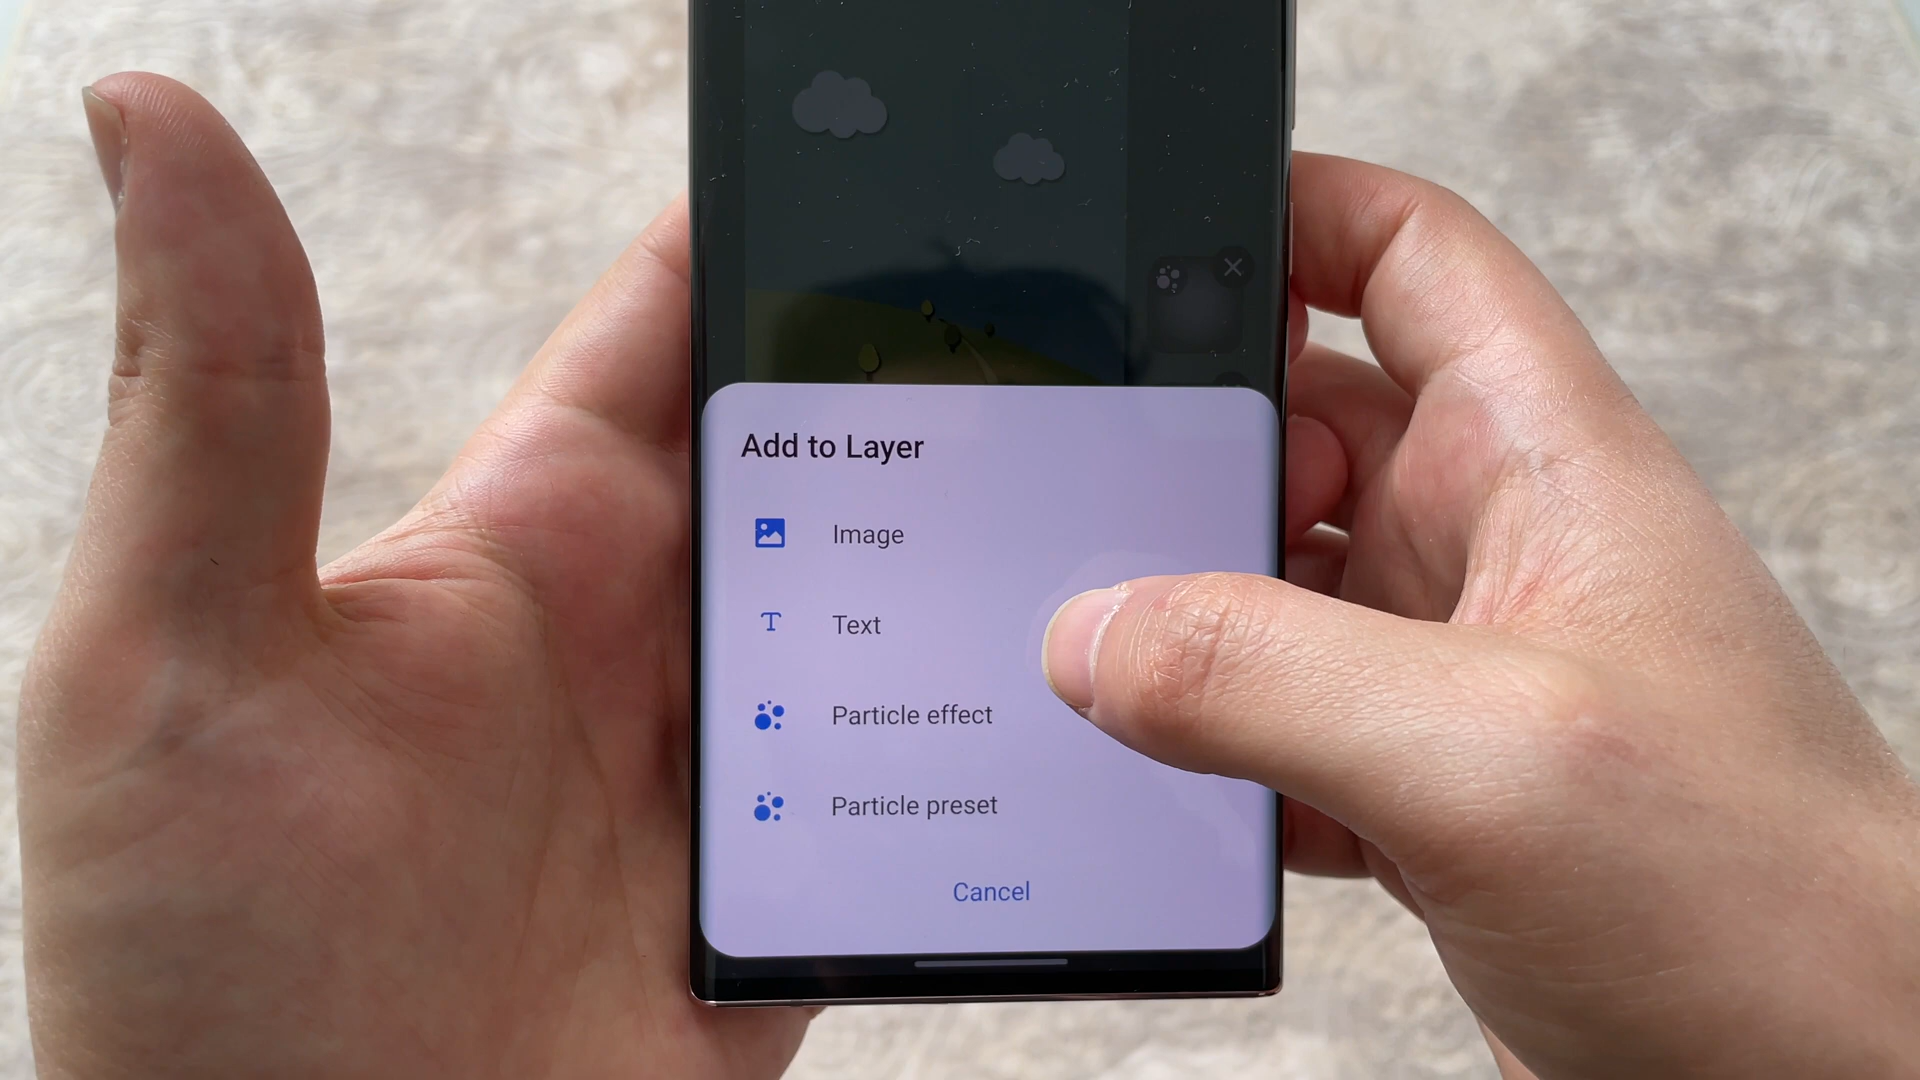 Add to Layer
Image
Text
Particle effect
Particle preset
Cancel